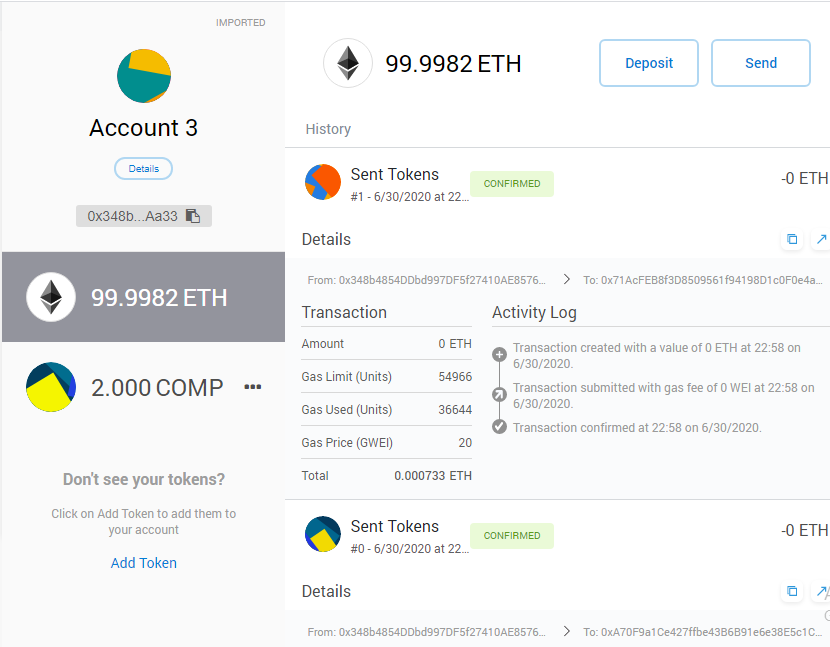 IMPORTED
Account 3
Details
0x348b...Aa33
99.9982 ETH
2.000 COMP
Don't see your tokens?
Click on Add Token to add them to
your account
Add Token
99.9982 ETH
Deposit
Send
History
Sent Tokens
CONFIRMED
-0 ETH
#1 - 6/30/2020 at 22...
Details
From: 0x348b4854DDbd997DF5f27410AE8576...
To: 0x71AcFEB8f3D8509561f94198D1c0F0e4a...
Transaction
Amount 0 ETH
Gas Limit (Units) 54966
Gas Used (Units) 36644
Gas Price (GWEI) 20
Total 0.000733 ETH
Activity Log
Transaction created with a value of 0 ETH at 22:58 on
6/30/2020.
Transaction submitted with gas fee of 0 WEI at 22:58 on
6/30/2020.
Transaction confirmed at 22:58 on 6/30/2020.
Sent Tokens
CONFIRMED
-0 ETH
#0 - 6/30/2020 at 22...
Details
From: 0x348b4854DDbd997DF5f27410AE8576...
To: 0xA70F9a1Ce427ffbe43B6B91e6e38E5c1C...